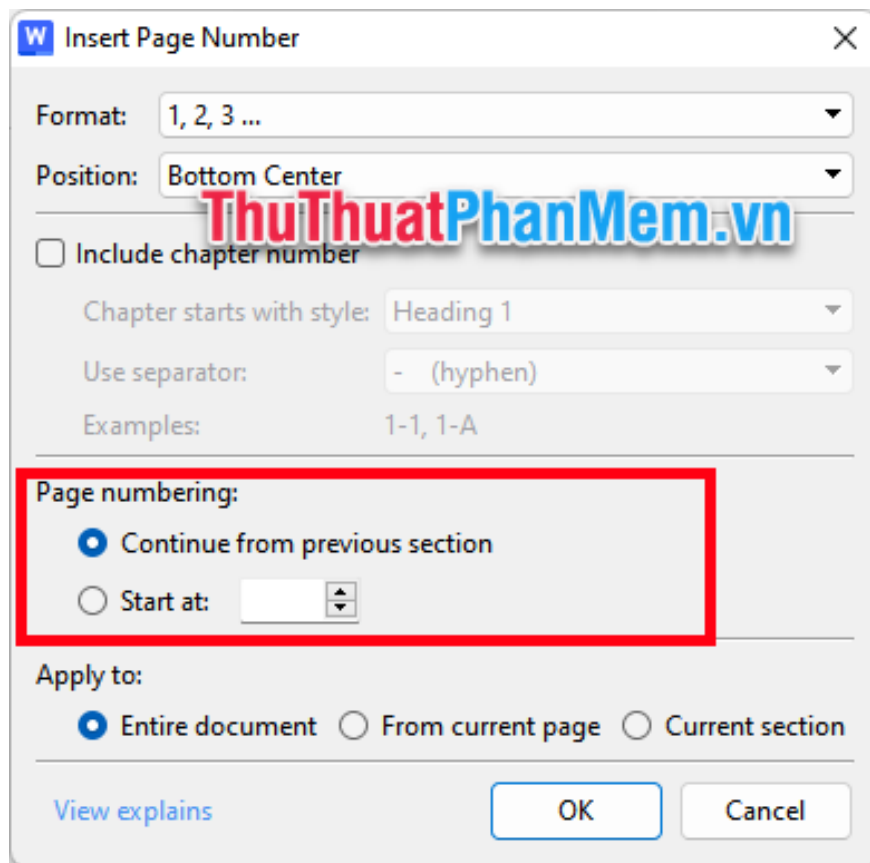 W Insert Page Number
Format: 1, 2, 3 ...
Position: Bottom Center
ThuThuatPhanMem.vn
Include chapter number
Chapter starts with style: Heading 1
Use separator: - (hyphen)
Examples: 1-1, 1-A
Page numbering:
Continue from previous section
Start at:
Apply to:
Entire document From current page Current section
View explains OK Cancel